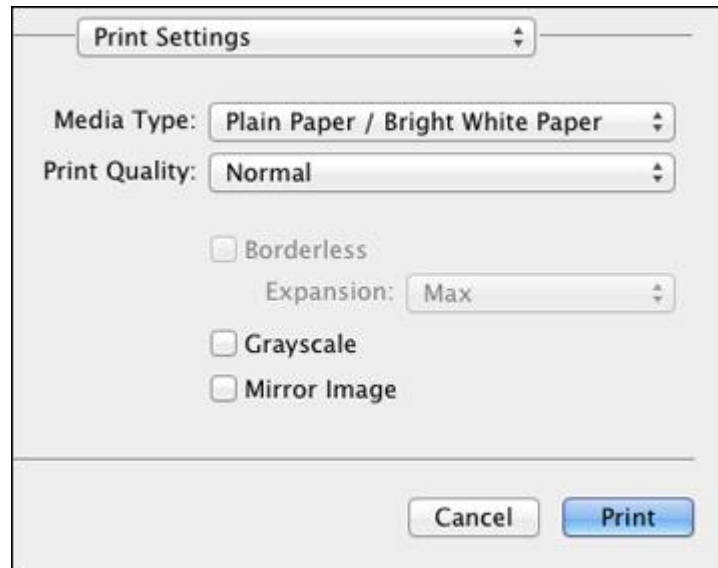 Print Settings
Media Type: Plain Paper / Bright White Paper
Print Quality: Normal
Borderless
Expansion: Max
Grayscale
Mirror Image
Cancel Print